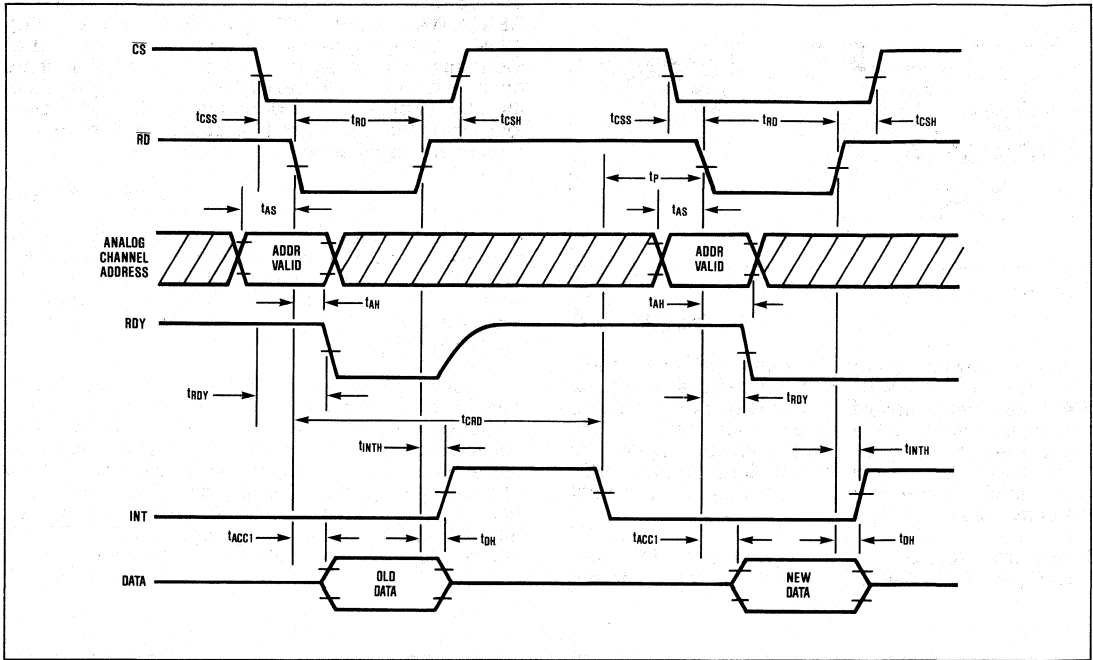 CS
tCSS
tRD
tCSH
tCSS
tRD
tCSH
RD
tP
tAS
tAS
ANALOG
CHANNEL
ADDRESS
ADDR
VALID
ADDR
VALID
tAH
tAH
RDY
tRDY
tRDY
tCRD
tINTH
tINTH
INT
tACC1
tDH
tACC1
tDH
DATA
OLD
DATA
NEW
DATA